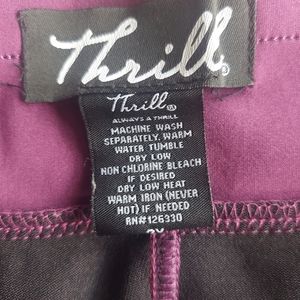 Thrill®
Thrill®
ALWAYS A THRILL
MACHINE WASH
SEPARATELY, WARM
WATER TUMBLE
DRY LOW
NON CHLORINE BLEACH
IF DESIRED
DRY LOW HEAT
WARM IRON (NEVER
HOT) IF NEEDED
RN#126330